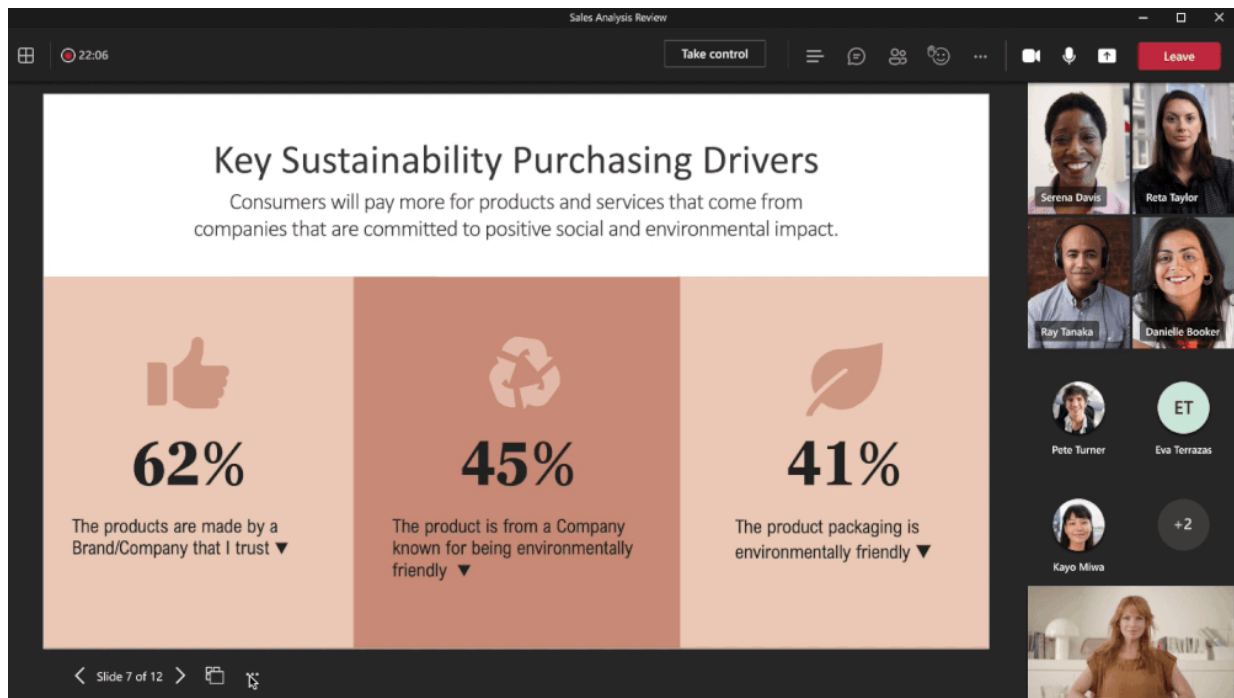 Sales Analysis Review
22:06
Take control
Leave
Key Sustainability Purchasing Drivers
Consumers will pay more for products and services that come from
companies that are committed to positive social and environmental impact.
62%
The products are made by a
Brand/Company that I trust ▼
45%
The product is from a Company
known for being environmentally
friendly ▼
41%
The product packaging is
environmentally friendly ▼
Slide 7 of 12
Serena Davis
Reta Taylor
Ray Tanaka
Danielle Booker
Pete Turner
ET
Eva Terrazas
Kayo Miwa
+2